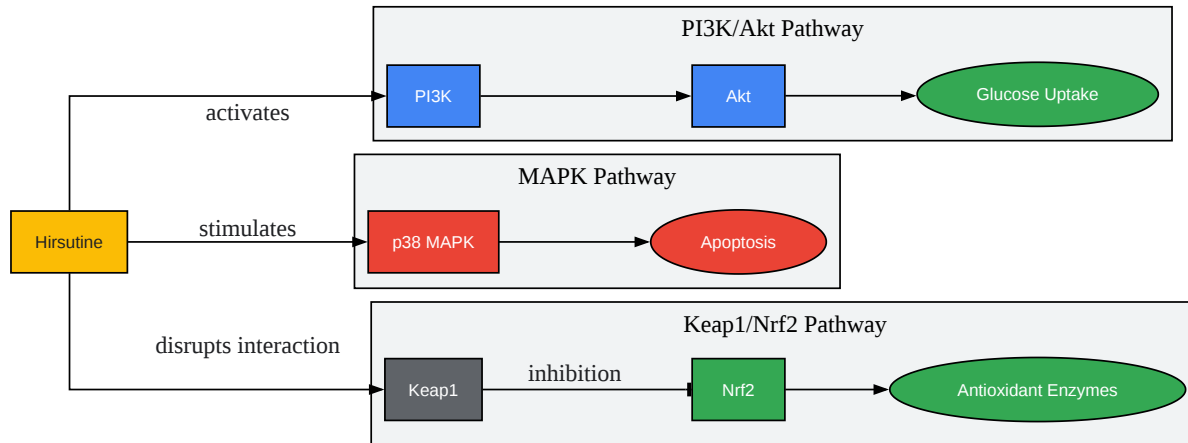 PI3K/Akt Pathway
PI3K
Akt
Glucose Uptake
activates
MAPK Pathway
Hirsutine
stimulates
p38 MAPK
Apoptosis
Keap1/Nrf2 Pathway
disrupts interaction
Keap1
inhibition
Nrf2
Antioxidant Enzymes